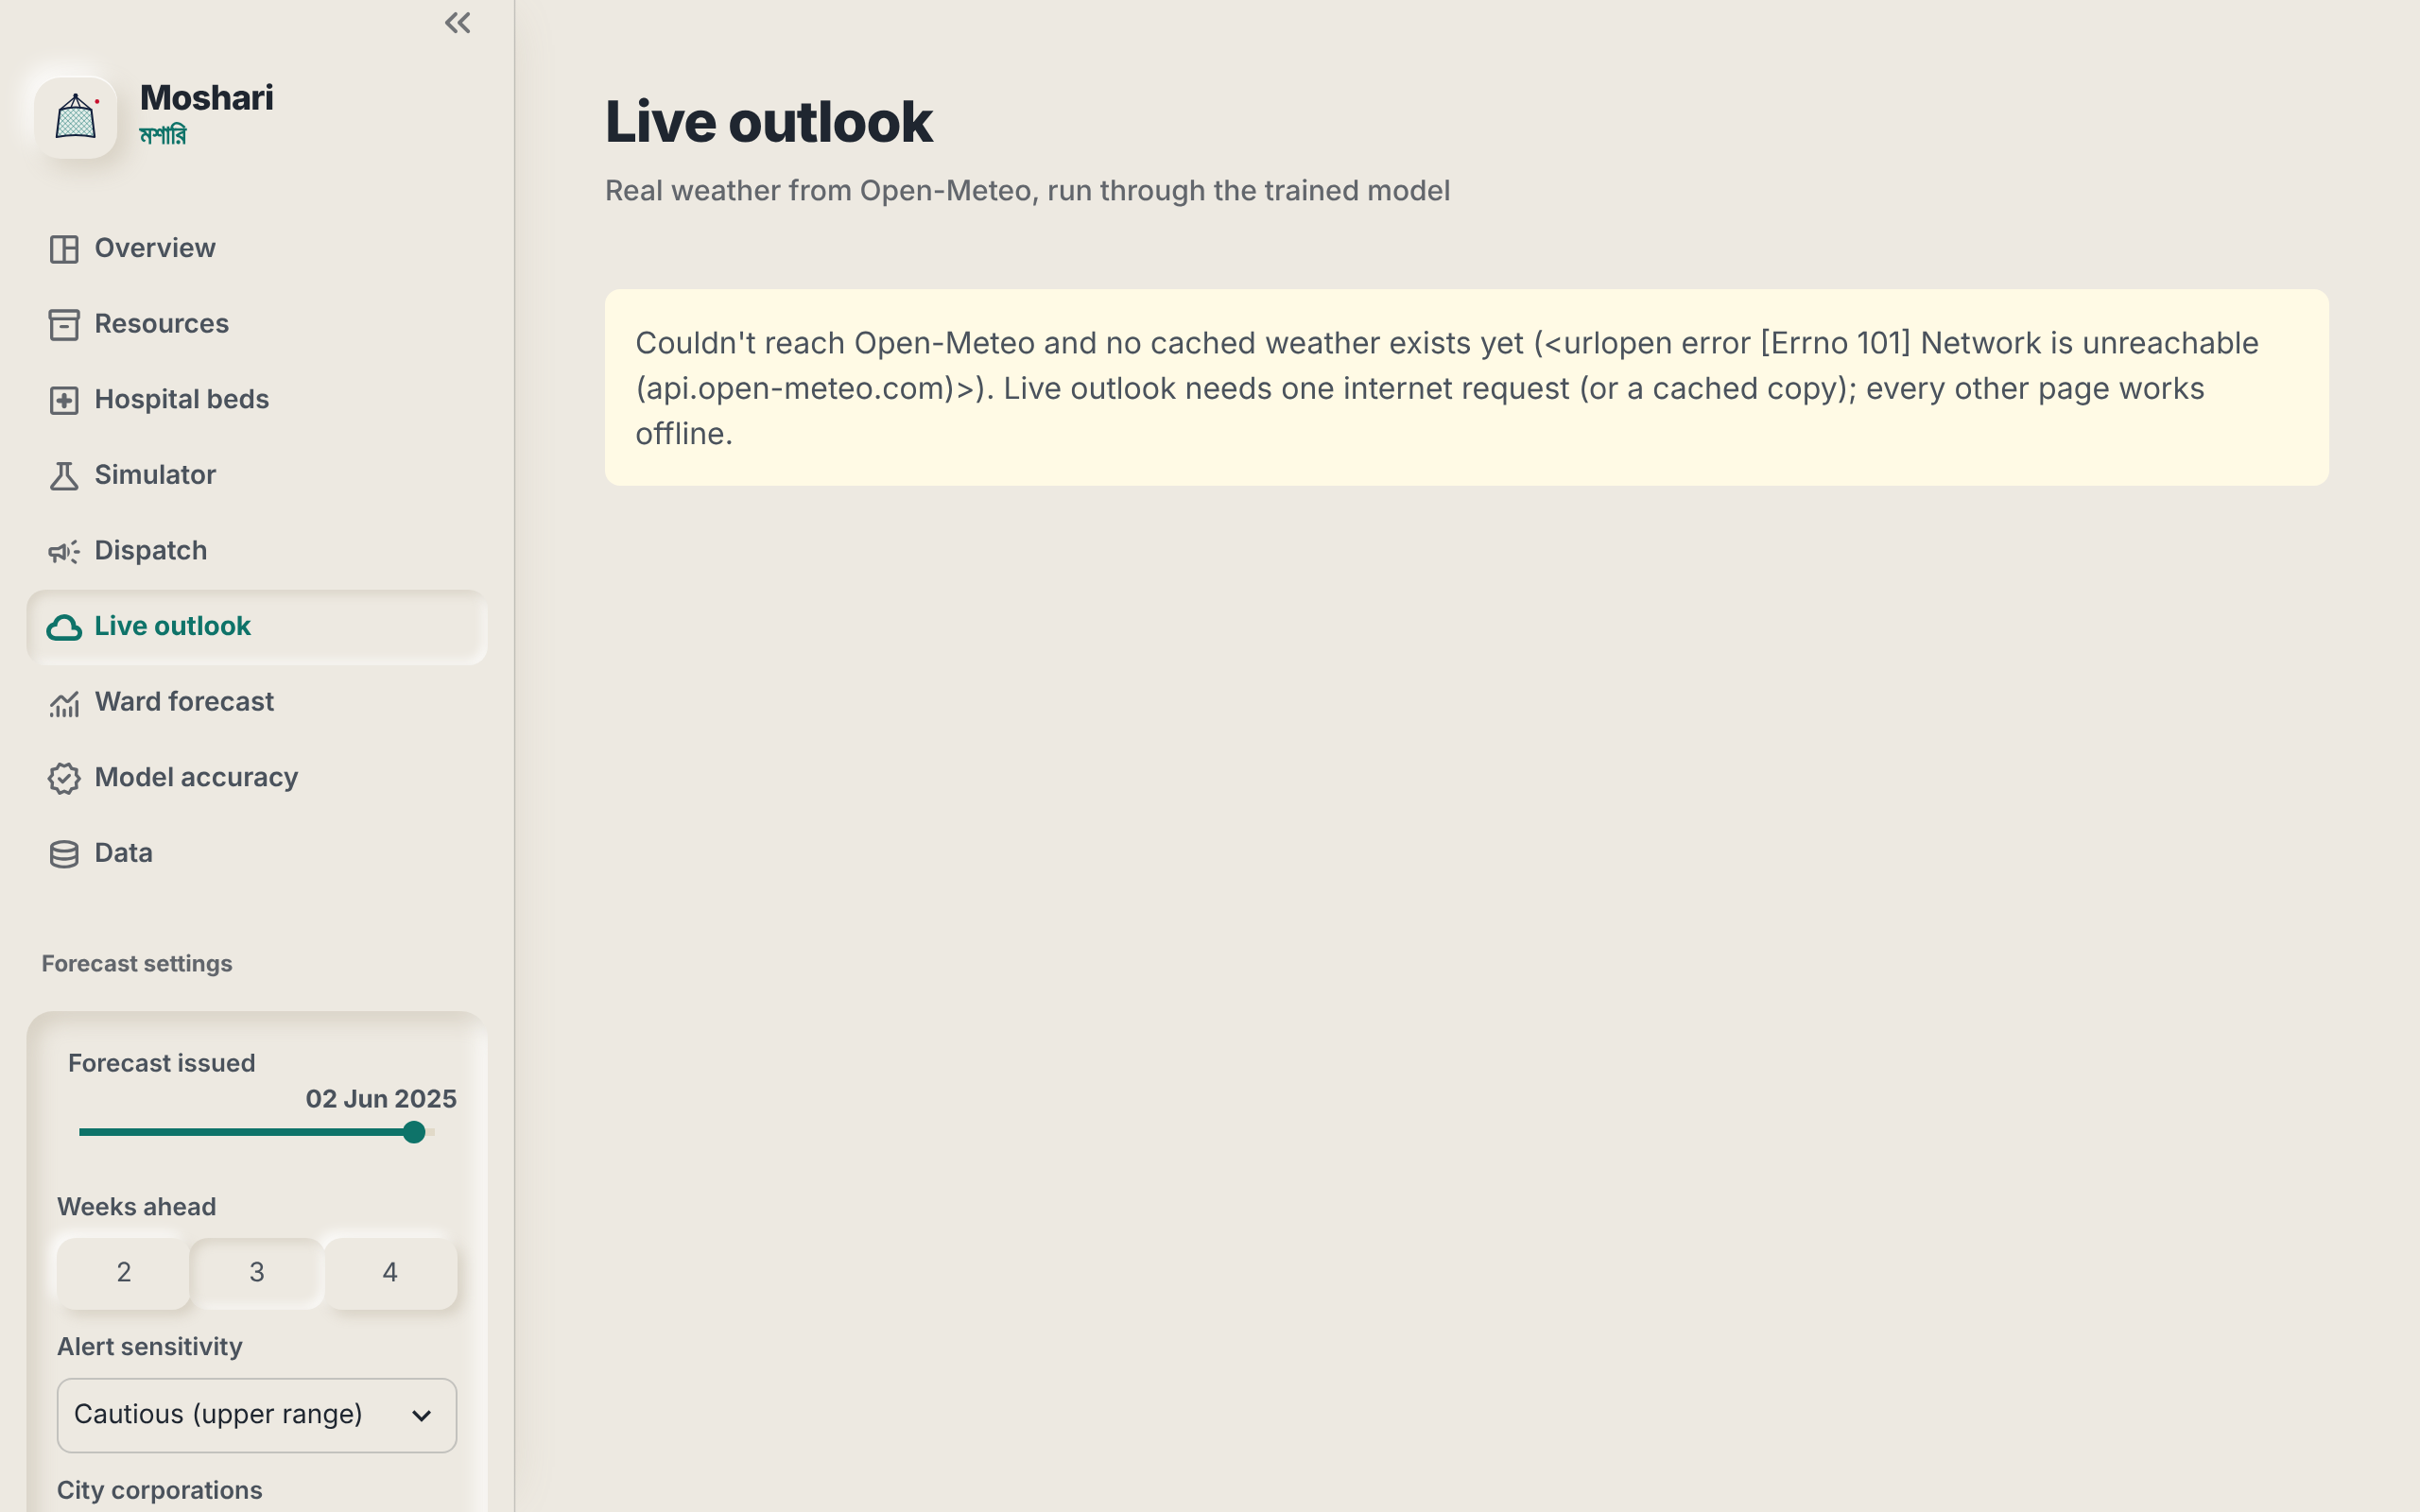 Moshari
মশারি
Overview
Resources
Hospital beds
Simulator
Dispatch
Live outlook
Ward forecast
Model accuracy
Data
Forecast settings
Forecast issued
02 Jun 2025
Weeks ahead
2 3 4
Alert sensitivity
Cautious (upper range)
City corporations
Live outlook
Real weather from Open-Meteo, run through the trained model
Couldn't reach Open-Meteo and no cached weather exists yet (<urlopen error [Errno 101] Network is unreachable
(api.open-meteo.com)>). Live outlook needs one internet request (or a cached copy); every other page works
offline.